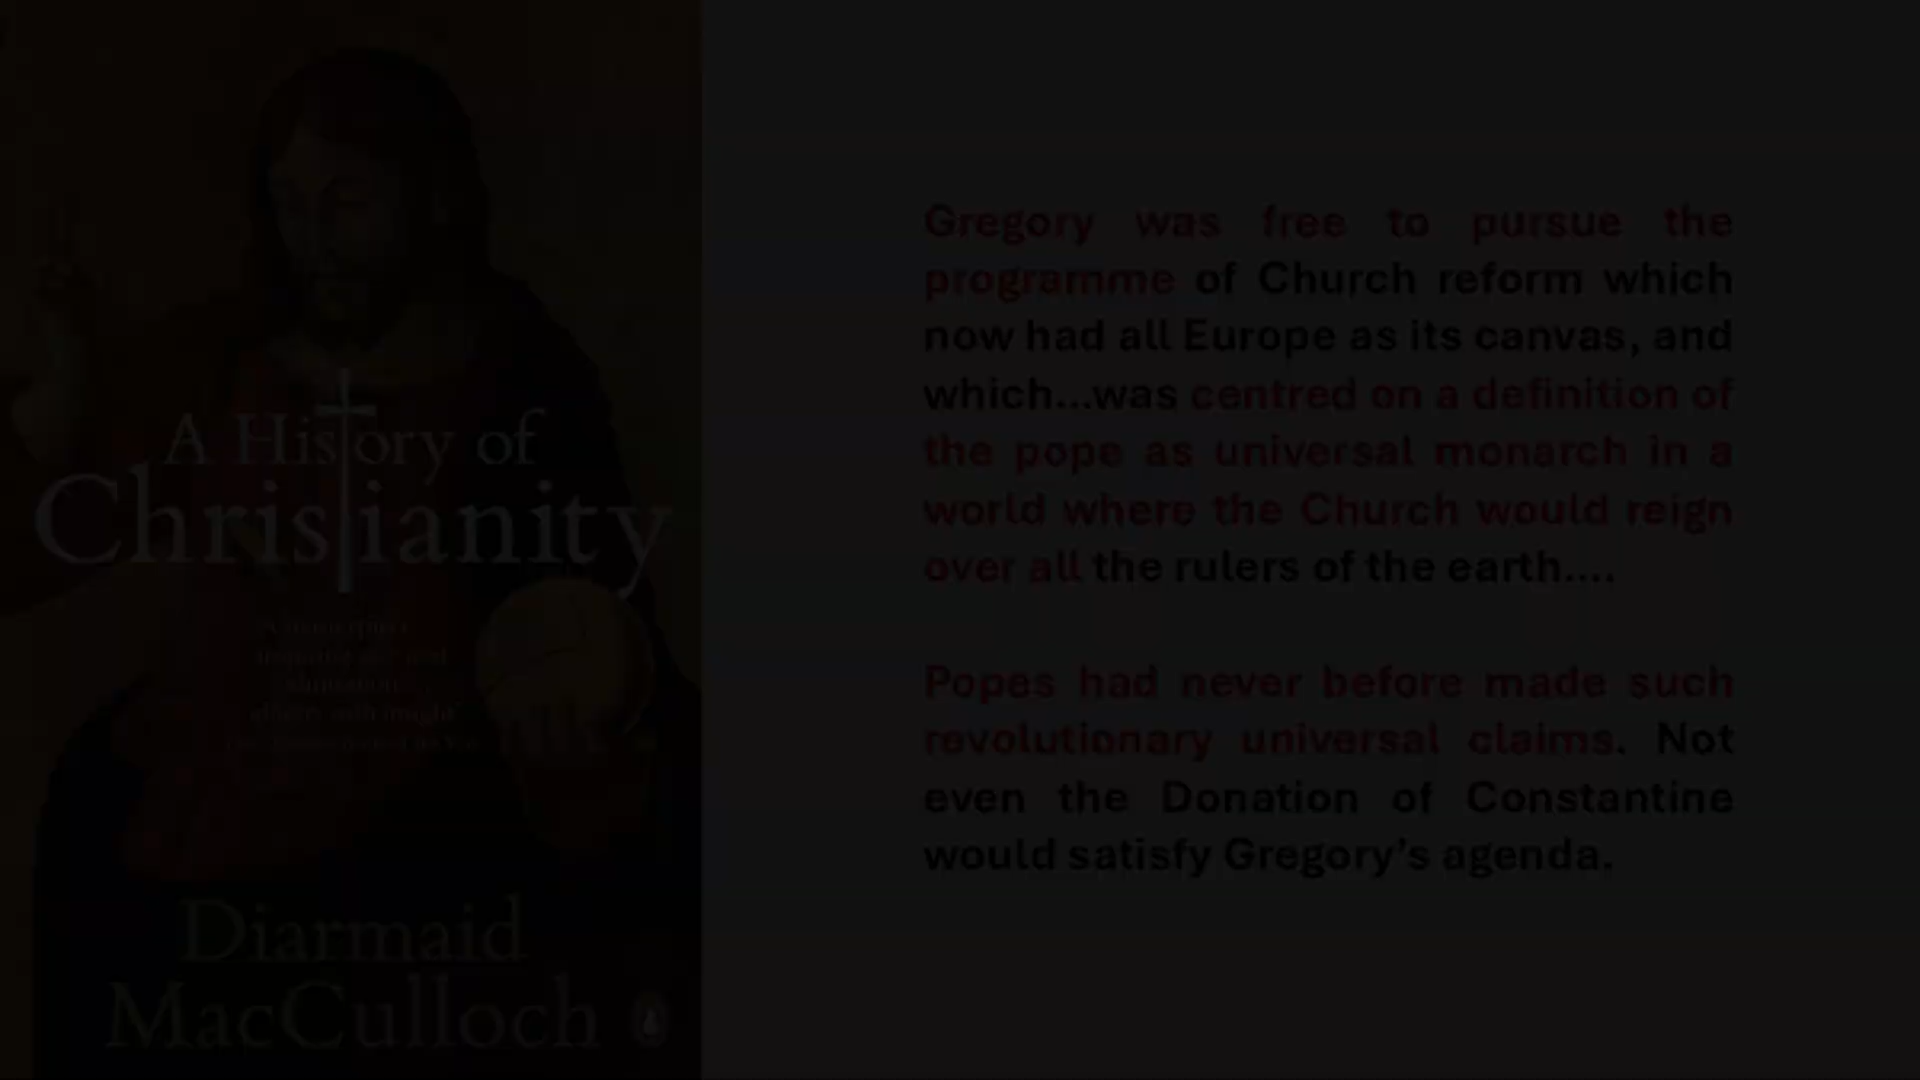 A History of
Christianity
Diarmaid
MacCulloch
Gregory was free to pursue the
programme of Church reform which
now had all Europe as its canvas, and
which...was centred on a definition of
the pope as universal monarch in a
world where the Church would reign
over all the rulers of the earth....
Popes had never before made such
revolutionary universal claims. Not
even the Donation of Constantine
would satisfy Gregory's agenda.